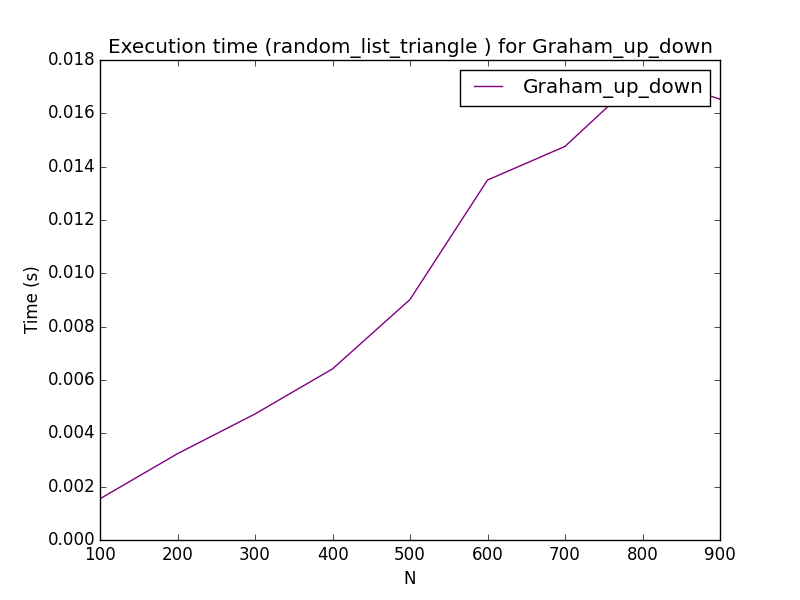 Execution time (random_list_triangle ) for Graham_up_down
Graham_up_down
0.018
0.016
0.014
0.012
0.010
0.008
0.006
0.004
0.002
0.000
Time (s)
100 200 300 400 500 600 700 800 900
N